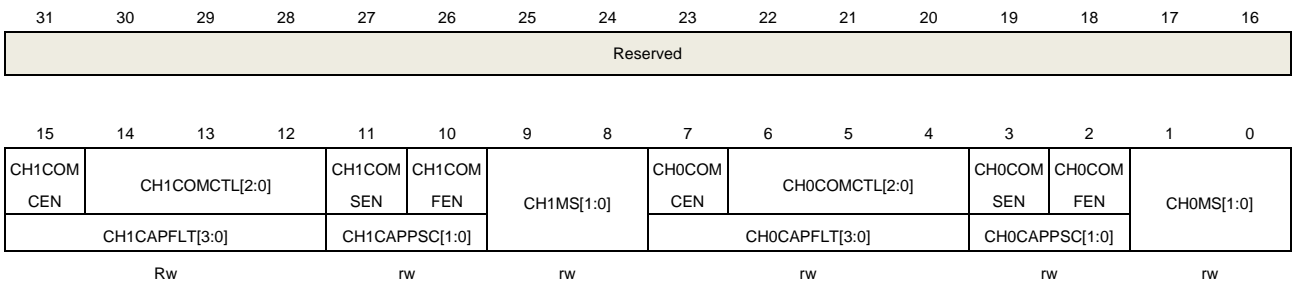 31 30 29 28 27 26 25 24 23 22 21 20 19 18 17 16
Reserved
15 14 13 12 11 10 9 8 7 6 5 4 3 2 1 0
CH1COM CEN CH1COMCTL[2:0] CH1COM SEN CH1COM FEN CH1MS[1:0] CH0COM CEN CH0COMCTL[2:0] CH0COM SEN CH0COM FEN CH0MS[1:0]
CH1CAPFLT[3:0] CH1CAPPSC[1:0] CH0CAPFLT[3:0] CH0CAPPSC[1:0]
Rw rw rw rw rw rw